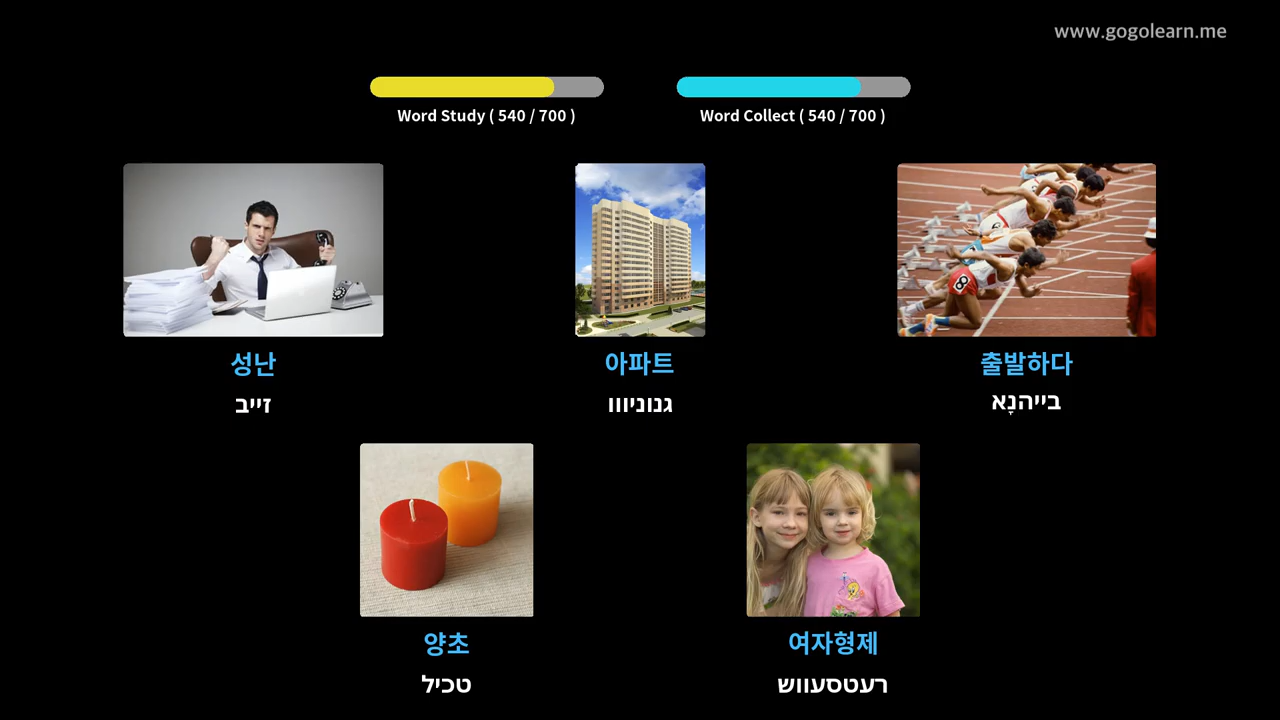 www.gogolearn.me
Word Study ( 540 / 700 )
Word Collect ( 540 / 700 )
성난
아파트
출발하다
זייב
גנוניווו
בייהנָא
양초
여자형제
טכיל
רעטסעווש